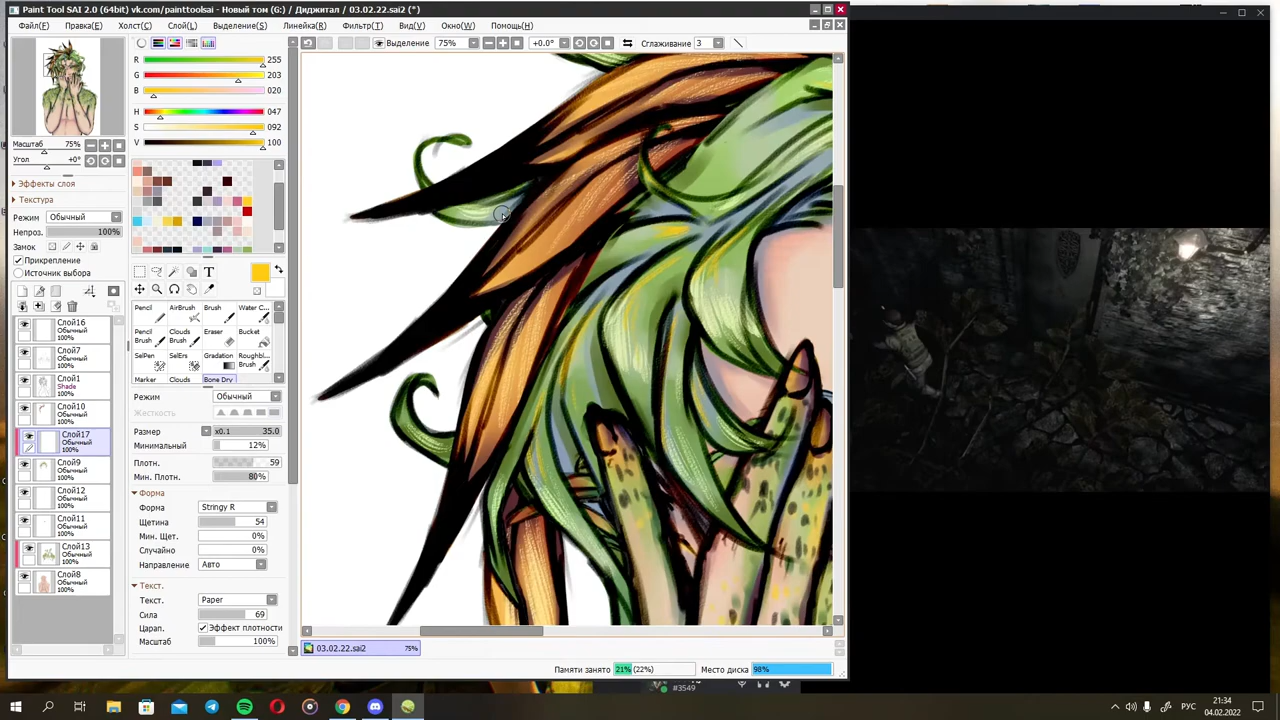 Paint Tool SAI 2.0 (64bit) vk.com/painttoolsai - Новый том (G:) / Диджитал / 03.02.22.sai2 (*)
Файл(F) Правка(E) Холст(C) Слой(L) Выделение(S) Линейка(R) Фильтр(T) Вид(V) Окно(W) Помощь(H)
Выделение 75% +0.0° Сглаживание 3
R 255
G 203
B 020
H 047
S 092
V 100
Масштаб 75%
Угол +0°
Эффекты слоя
Текстура
Режим Обычный
Непроз. 100%
Замок
Прикрепление
Источник выбора
Слой16
Обычный
100%
Слой7
Обычный
100%
Слой1
Shade
100%
Слой10
Обычный
100%
Слой17
Обычный
100%
Слой9
Обычный
100%
Слой12
Обычный
100%
Слой11
Обычный
100%
Слой13
Обычный
100%
Слой8
Обычный
100%
T
Pencil AirBrush Brush Water C...
Pencil Brush Clouds Brush Eraser Bucket
SelPen SelErs Gradation Roughbl... Brush
Marker Clouds Bone Dry
Режим Обычный
Жесткость
Размер x0.1 35.0
Минимальный 12%
Плотн. 59
Мин. Плотн. 80%
Форма
Форма Stringy R
Щетина 54
Мин. Щет. 0%
Случайно 0%
Направление Авто
Текст.
Текст. Paper
Сила 69
Царап. Эффект плотности
Масштаб 100%
03.02.22.sai2 75%
Памяти занято 21% (22%) Место диска 98%
#3549
РУС
21:34
04.02.2022